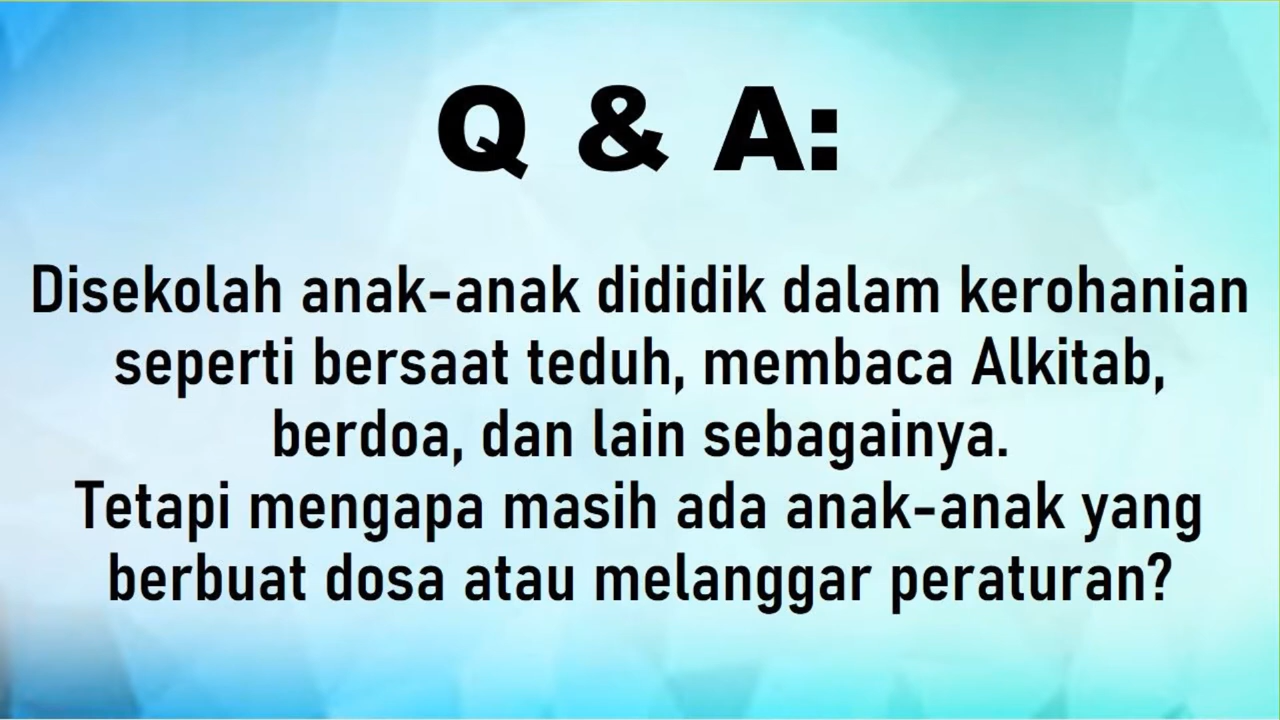 Q & A:
Disekolah anak-anak dididik dalam kerohanian
seperti bersaat teduh, membaca Alkitab,
berdoa, dan lain sebagainya.
Tetapi mengapa masih ada anak-anak yang
berbuat dosa atau melanggar peraturan?